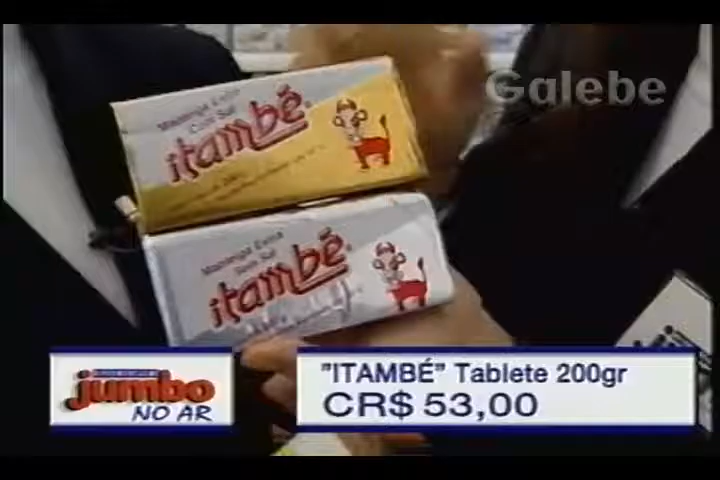 Galebe
Manteiga Extra
Com Sal
itambé
Manteiga Extra
Sem Sal
itambé
jumbo
NO AR
"ITAMBÉ" Tablete 200gr
CR$ 53,00